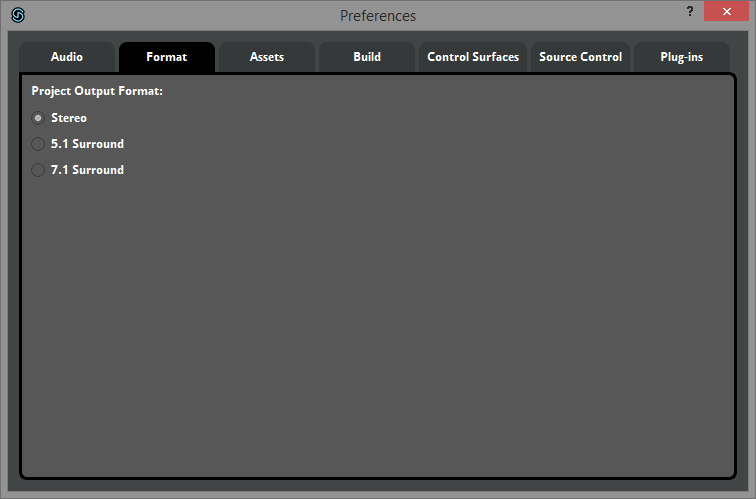 Preferences
?
Audio Format Assets Build Control Surfaces Source Control Plug-ins
Project Output Format:
Stereo
5.1 Surround
7.1 Surround